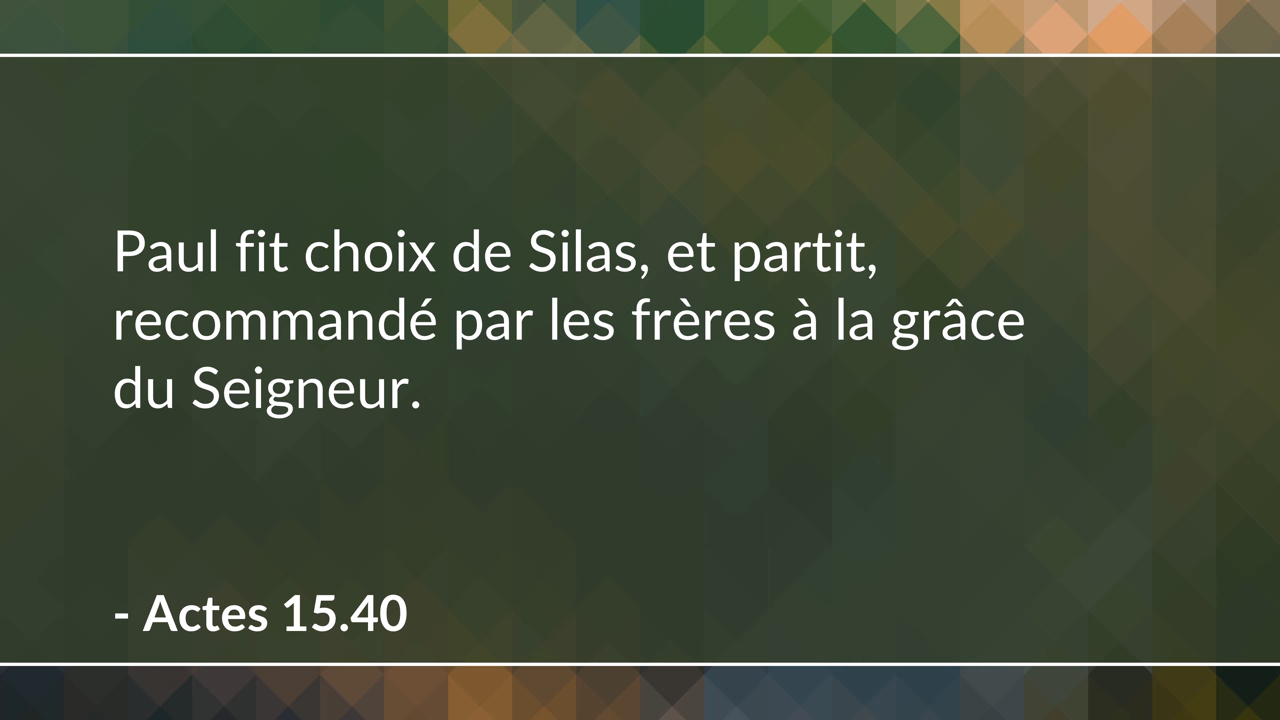 Paul fit choix de Silas, et partit,
recommandé par les frères à la grâce
du Seigneur.
- Actes 15.40